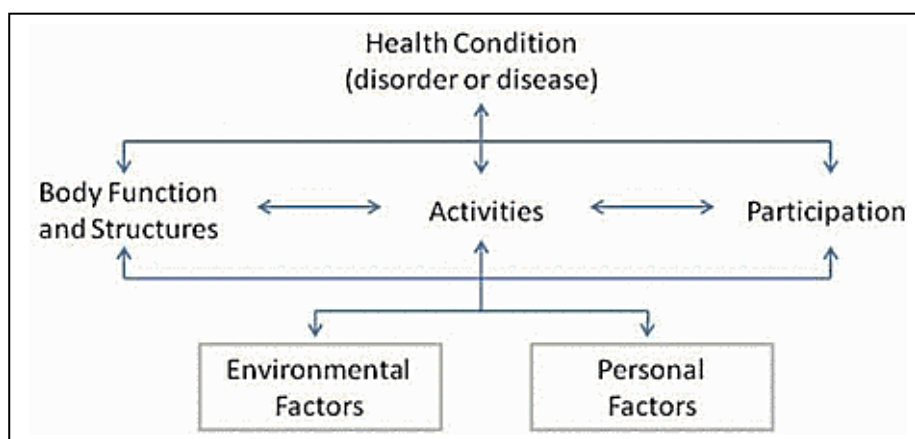 Health Condition
(disorder or disease)
Body Function
and Structures
Activities
Participation
Environmental
Factors
Personal
Factors